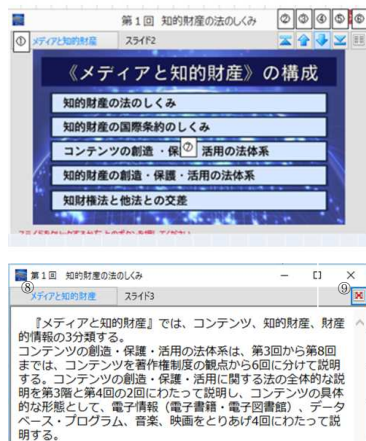 第1回 知的財産の法のしくみ ② ③ ④ ⑤ ⑥
① メディアと知的財産 スライド2
《メディアと知的財産》の構成
知的財産の法のしくみ
知的財産の国際条約のしくみ
コンテンツの創造・保⑦活用の法体系
知的財産の創造・保護・活用の法体系
知財権法と他法との交差
第1回 知的財産の法のしくみ
⑧ メディアと知的財産 スライド3 ⑨
『メディアと知的財産』では、コンテンツ、知的財産、財産
的情報の3分類する。
コンテンツの創造・保護・活用の法体系は、第3回から第8回
までは、コンテンツを著作権制度の観点から6回に分けて説明
する。コンテンツの創造・保護・活用に関する法の全体的な説
明を第3階と第4回の2回にわたって説明し、コンテンツの具体
的な形態として、電子情報（電子書籍・電子図書館）、データ
ベース・プログラム、音楽、映画をとりあげ4回にわたって説
明する。